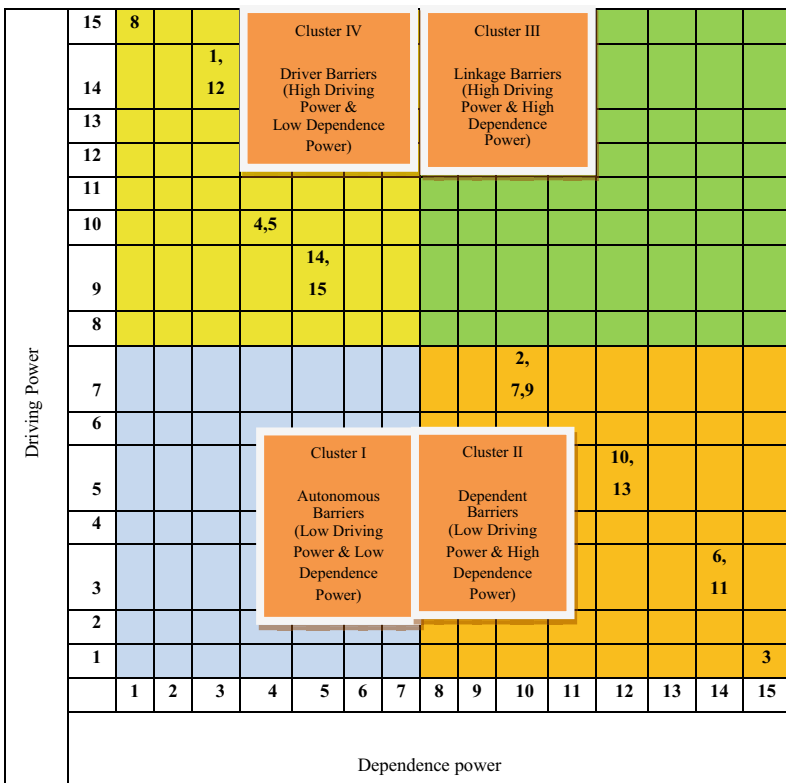 15 8
Cluster IV
Driver Barriers
(High Driving
Power &
Low Dependence
Power)
Cluster III
Linkage Barriers
(High Driving
Power & High
Dependence
Power)
1,
14 12
13
12
11
10 4,5
14,
9 15
8
2,
7 7,9
6
Cluster I
Autonomous
Barriers
(Low Driving
Power & Low
Dependence
Power)
Cluster II
Dependent
Barriers
(Low Driving
Power & High
Dependence
Power)
10,
5 13
4
6,
3 11
2
1 3
1 2 3 4 5 6 7 8 9 10 11 12 13 14 15
Driving Power
Dependence power